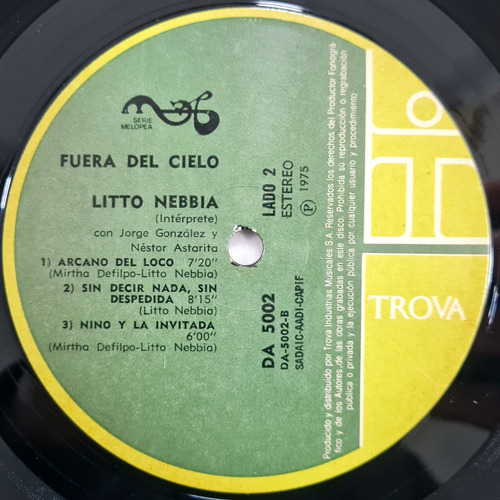 SERIE
MELOPEA
FUERA DEL CIELO
LITTO NEBBIA
(Intérprete)
con Jorge González y
Néstor Astarita
1) ARCANO DEL LOCO 7'20"
(Mirtha Defilpo-Litto Nebbia)
2) SIN DECIR NADA, SIN
DESPEDIDA 8'15"
(Litto Nebbia)
3) NINO Y LA INVITADA
6'00"
(Mirtha Defilpo-Litto Nebbia)
LADO 2
ESTEREO
Ⓟ 1975
DA 5002
DA-5002-B
SADAIC-AADI-CAPIF
Producido y distribuido por Trova Industrias Musicales S.A. Reservados los derechos del Productor Fonográ-
fico y de los Autores, de las obras grabadas en este disco. Prohibida su reproducción o regrabación
pública o privada y la ejecución pública por cualquier usuario y procedimiento
TROVA